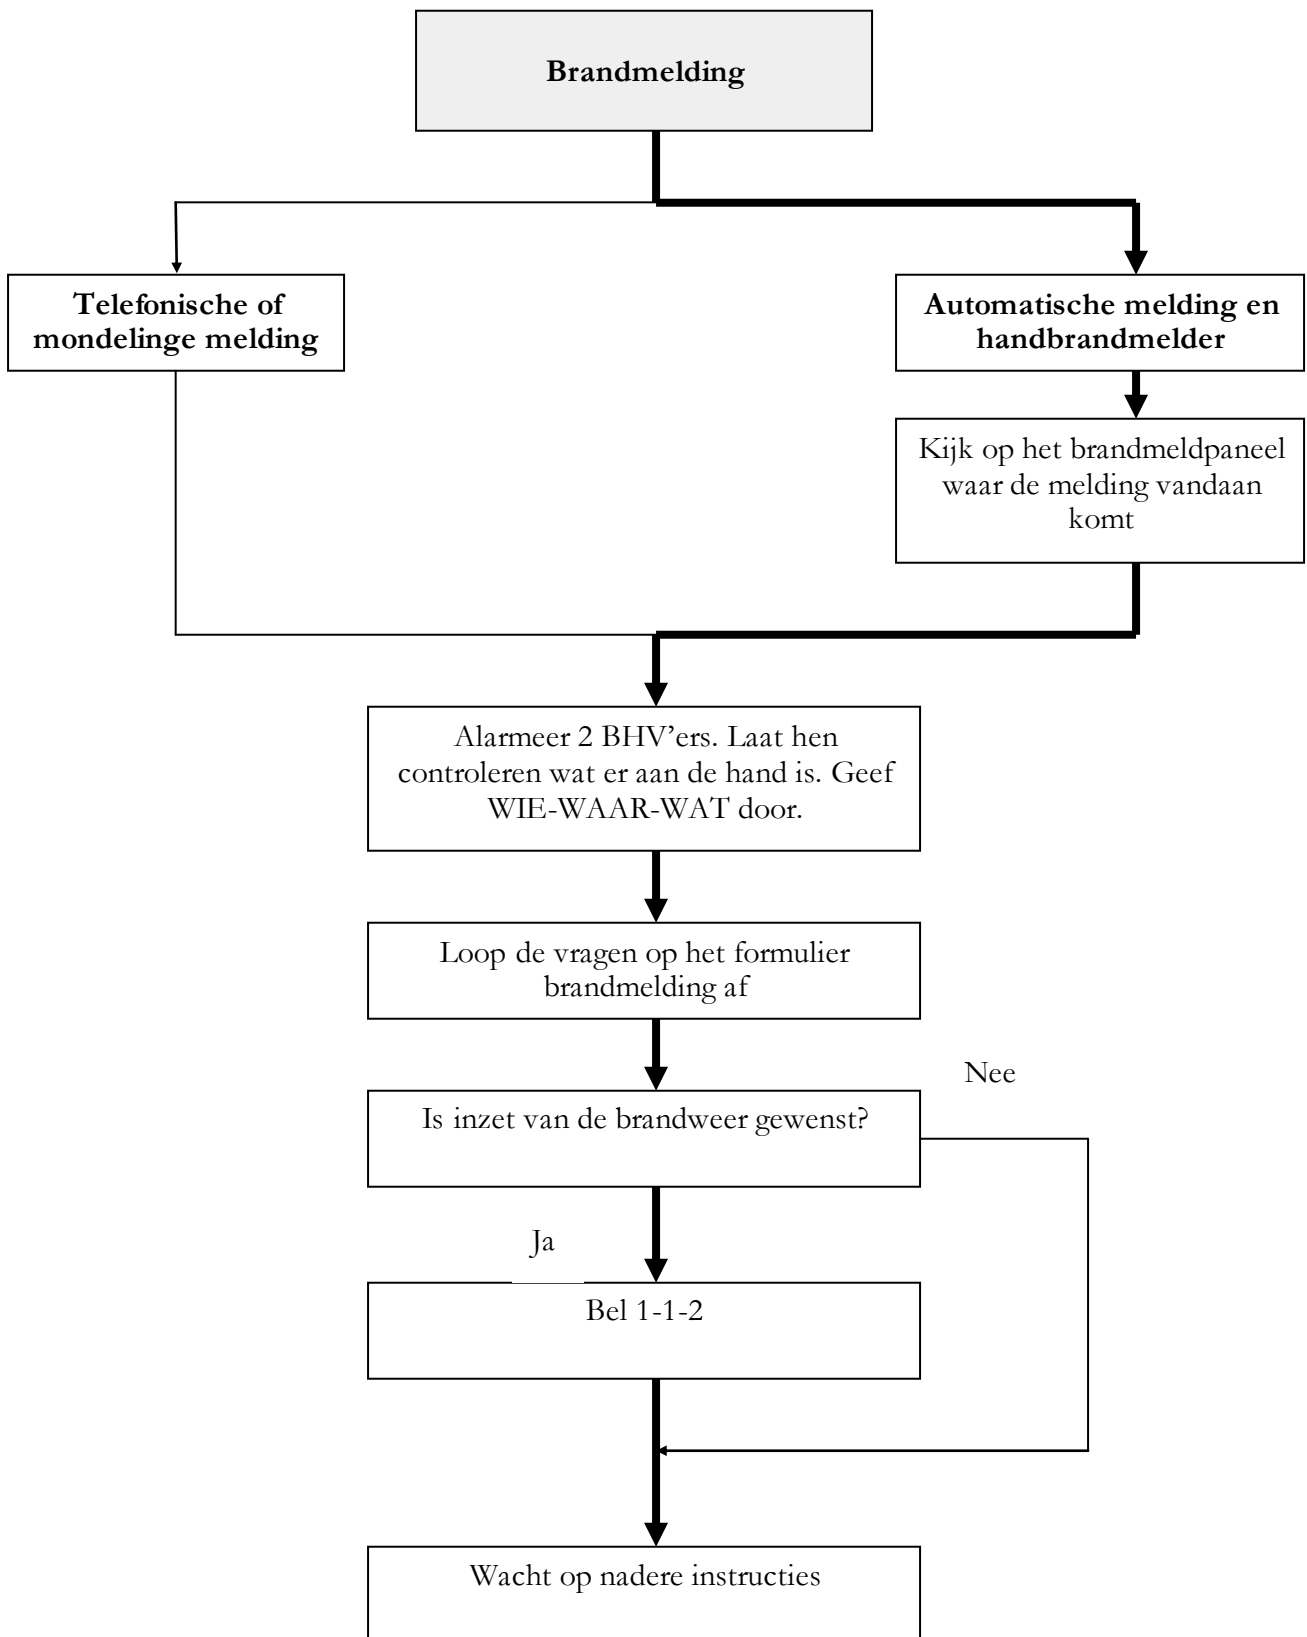 Brandmelding
Telefonische of
mondelinge melding
Automatische melding en
handbrandmelder
Kijk op het brandmeldpaneel
waar de melding vandaan
komt
Alarmeer 2 BHV’ers. Laat hen
controleren wat er aan de hand is. Geef
WIE-WAAR-WAT door.
Loop de vragen op het formulier
brandmelding af
Nee
Is inzet van de brandweer gewenst?
Ja
Bel 1-1-2
Wacht op nadere instructies